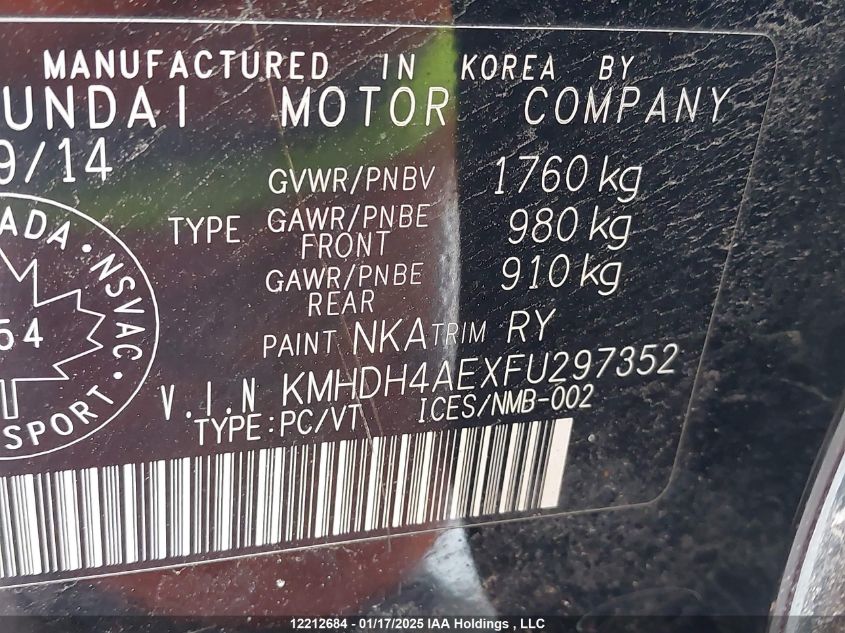 MANUFACTURED IN KOREA BY
UNDAI MOTOR COMPANY
9/14
GVWR/PNBV 1760 kg
TYPE GAWR/PNBE FRONT 980 kg
GAWR/PNBE REAR 910 kg
PAINT NKA TRIM RY
V.I.N KMHDH4AEXFU297352
TYPE:PC/VT ICES/NMB-002
ADA • NSVAC • SPORT
54
12212684 - 01/17/2025 IAA Holdings , LLC